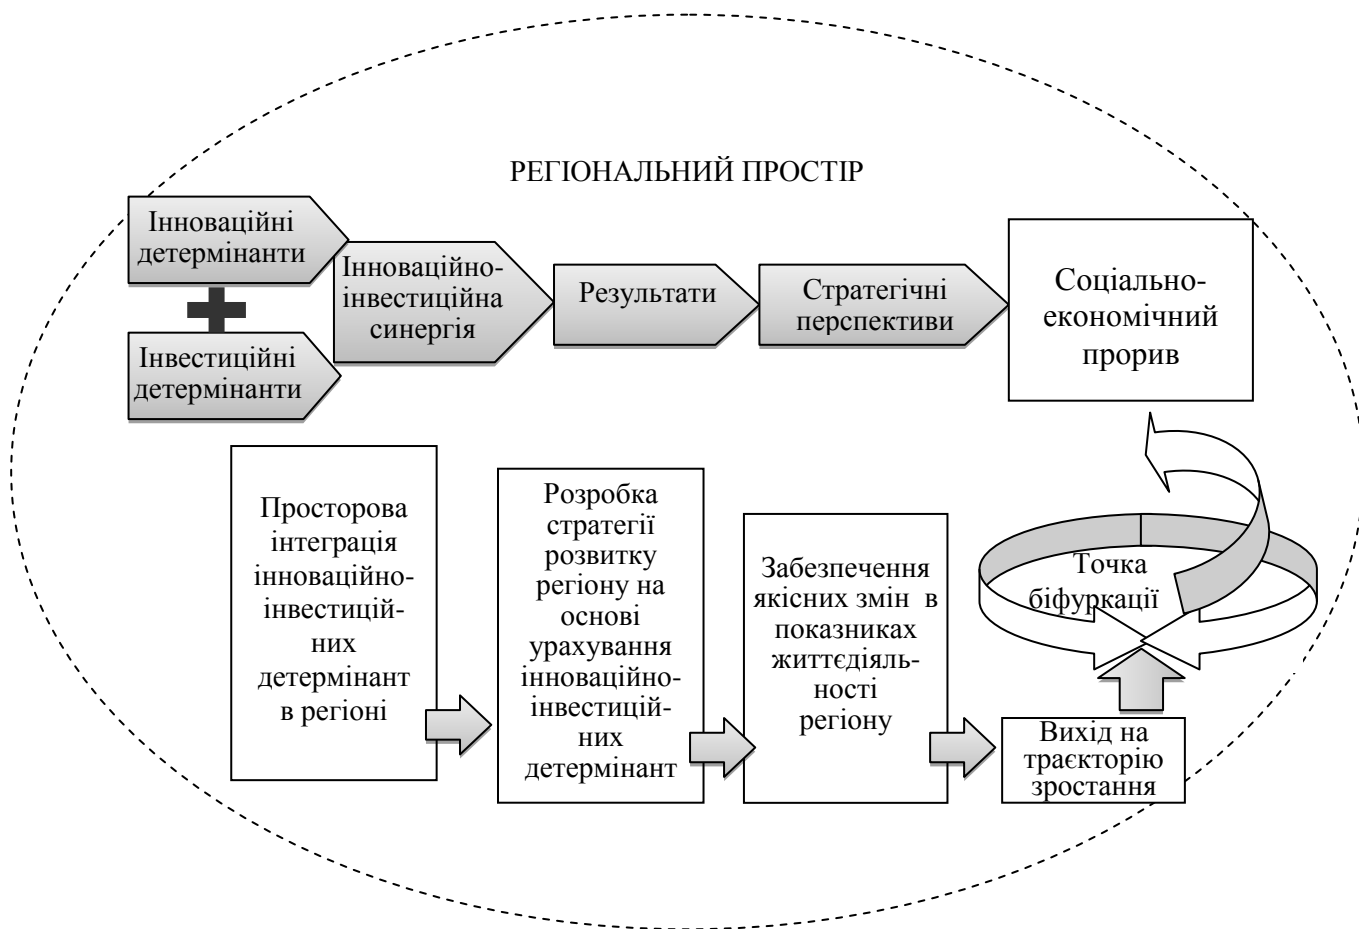 РЕГІОНАЛЬНИЙ ПРОСТІР
Інноваційні
детермінанти
Інвестиційні
детермінанти
Інноваційно-
інвестиційна
синергія
Результати
Стратегічні
перспективи
Соціально-
економічний
прорив
Просторова
інтеграція
інноваційно-
інвестицій-
них
детермінант
в регіоні
Розробка
стратегії
розвитку
регіону на
основі
урахування
інноваційно-
інвестицій-
них
детермінант
Забезпечення
якісних змін в
показниках
життєдіяль-
ності
регіону
Точка
біфуркації
Вихід на
траєкторію
зростання